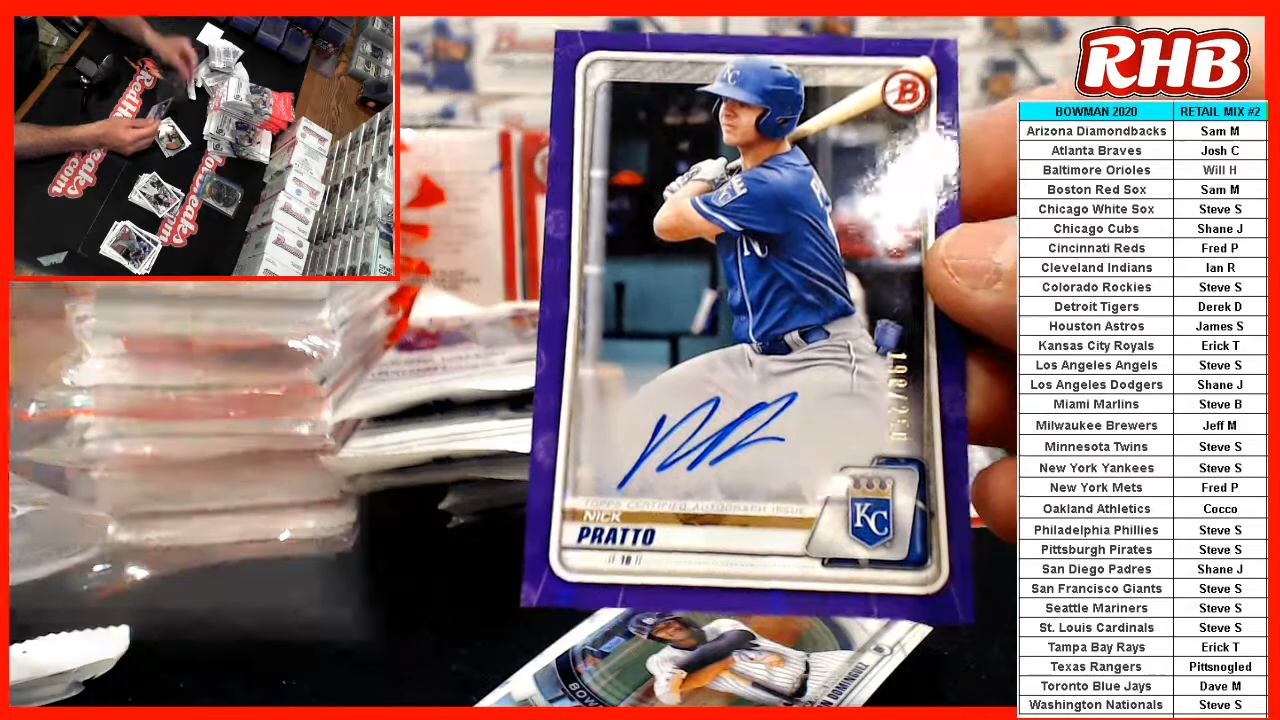 RHB
BOWMAN 2020 RETAIL MIX #2
Arizona Diamondbacks Sam M
Atlanta Braves Josh C
Baltimore Orioles Will H
Boston Red Sox Sam M
Chicago White Sox Steve S
Chicago Cubs Shane J
Cincinnati Reds Fred P
Cleveland Indians Ian R
Colorado Rockies Steve S
Detroit Tigers Derek D
Houston Astros James S
Kansas City Royals Erick T
Los Angeles Angels Steve S
Los Angeles Dodgers Shane J
Miami Marlins Steve B
Milwaukee Brewers Jeff M
Minnesota Twins Steve S
New York Yankees Steve S
New York Mets Fred P
Oakland Athletics Cocco
Philadelphia Phillies Steve S
Pittsburgh Pirates Steve S
San Diego Padres Shane J
San Francisco Giants Steve S
Seattle Mariners Steve S
St. Louis Cardinals Steve S
Tampa Bay Rays Erick T
Texas Rangers Pittsnogled
Toronto Blue Jays Dave M
Washington Nationals Steve S
KC
B
KC
TOPPS CERTIFIED AUTOGRAPH ISSUE
NICK
PRATTO
1B
KC
DOMINGUEZ